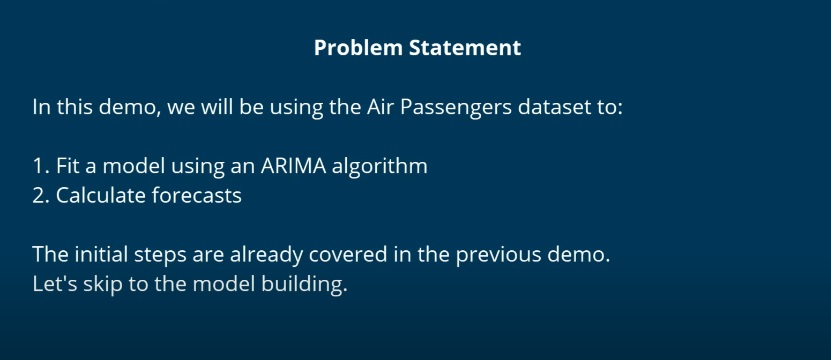 Problem Statement
In this demo, we will be using the Air Passengers dataset to:
1. Fit a model using an ARIMA algorithm
2. Calculate forecasts
The initial steps are already covered in the previous demo.
Let's skip to the model building.